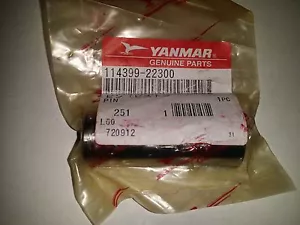 YANMAR
GENUINE PARTS
114399-22300
PIN 1PC
251 1
L00
720912